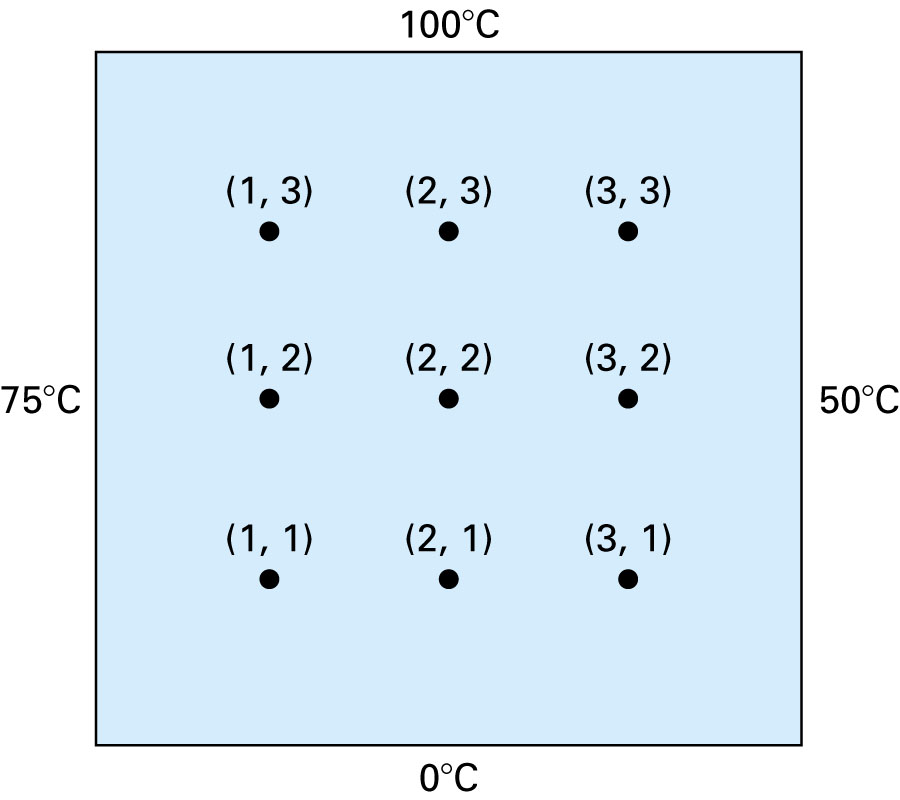 100°C
(1, 3) (2, 3) (3, 3)
(1, 2) (2, 2) (3, 2)
75°C 50°C
(1, 1) (2, 1) (3, 1)
0°C